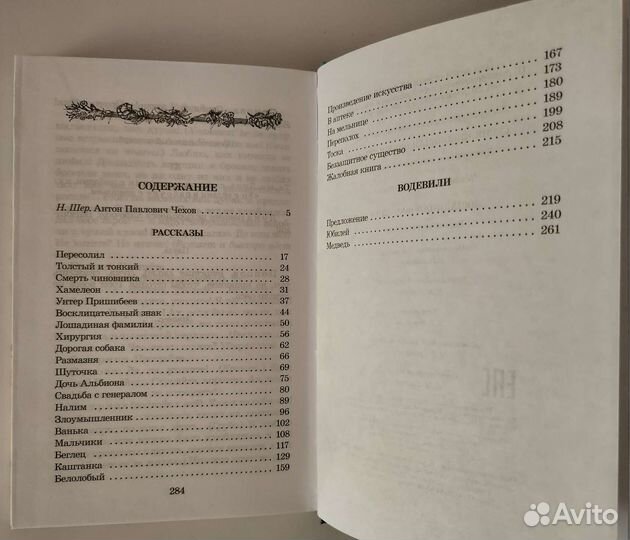 СОДЕРЖАНИЕ
Н. Шер. Антон Павлович Чехов 5
РАССКАЗЫ
Пересолил 17
Толстый и тонкий 24
Смерть чиновника 28
Хамелеон 31
Унтер Пришибеев 37
Восклицательный знак 44
Лошадиная фамилия 50
Хирургия 56
Дорогая собака 62
Размазня 66
Шуточка 69
Дочь Альбиона 75
Свадьба с генералом 80
Налим 89
Злоумышленник 96
Ванька 102
Мальчики 108
Беглец 117
Каштанка 129
Белолобый 159
284
Произведение искусства 167
В аптеке 173
На мельнице 180
Переполох 189
Тоска 199
Беззащитное существо 208
Жалобная книга 215
ВОДЕВИЛИ
Предложение 219
Юбилей 240
Медведь 261
EAC
Avito